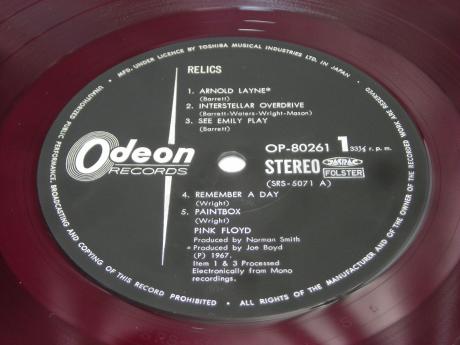 MFG. UNDER LICENCE BY TOSHIBA MUSICAL INDUSTRIES LTD. IN JAPAN
ALL RIGHTS OF THE MANUFACTURER AND OF THE OWNER OF THE RECORDED WORK ARE RESERVED
UNAUTHORISED PUBLIC PERFORMANCE, BROADCASTING AND COPYING OF THIS RECORD PROHIBITED
RELICS
1. ARNOLD LAYNE*
(Barrett)
2. INTERSTELLAR OVERDRIVE
(Barrett-Waters-Wright-Mason)
3. SEE EMILY PLAY
(Barrett)
Odeon
RECORDS
OP-80261 1 33⅓ r. p. m.
STEREO
FOLSTER
(SRS-5071 A)
4. REMEMBER A DAY
(Wright)
5. PAINTBOX
(Wright)
PINK FLOYD
Produced by Norman Smith
* Produced by Joe Boyd
(P) 1967.
Item 1 & 3 Processed
Electronically from Mono
recordings.